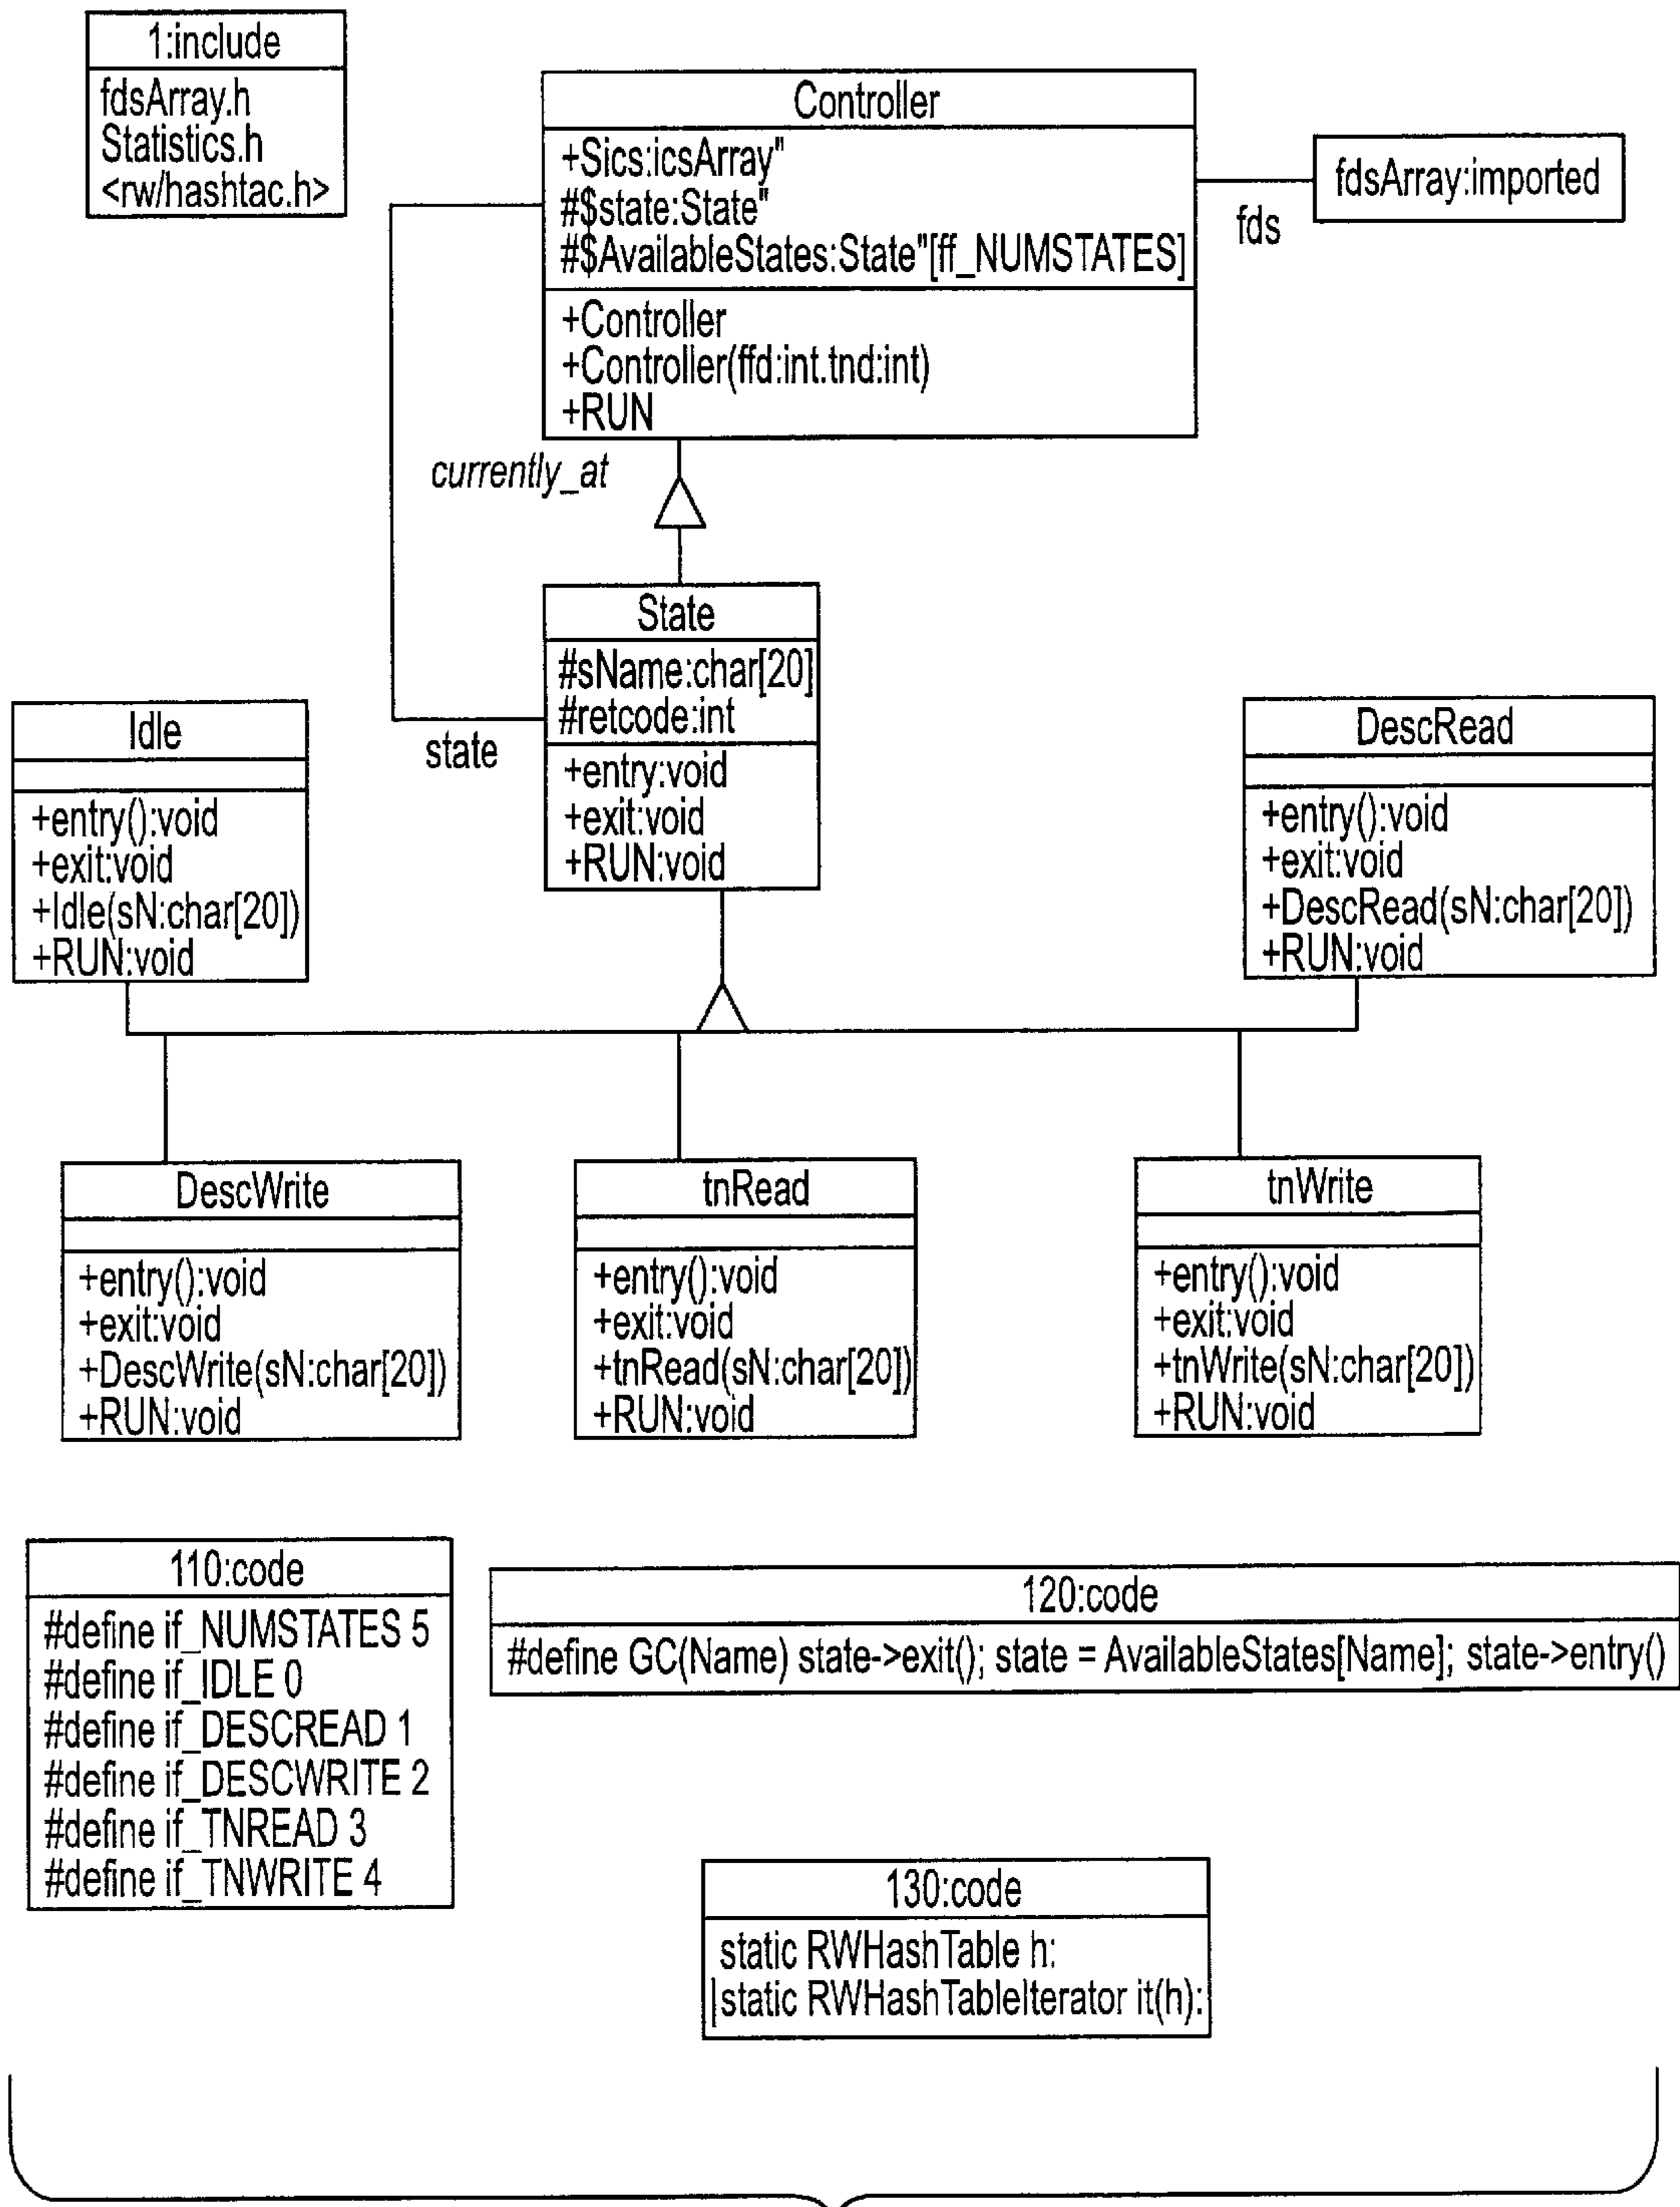 1:include
fdsArray.h
Statistics.h
<rw/hashtac.h>
Controller
+Sics:icsArray"
#$state:State"
#$AvailableStates:State"[ff_NUMSTATES]
+Controller
+Controller(ffd:int.tnd:int)
+RUN
fdsArray:imported
fds
currently_at
State
#sName:char[20]
#retcode:int
+entry:void
+exit:void
+RUN:void
state
Idle
+entry():void
+exit:void
+Idle(sN:char[20])
+RUN:void
DescRead
+entry():void
+exit:void
+DescRead(sN:char[20])
+RUN:void
DescWrite
+entry():void
+exit:void
+DescWrite(sN:char[20])
+RUN:void
tnRead
+entry():void
+exit:void
+tnRead(sN:char[20])
+RUN:void
tnWrite
+entry():void
+exit:void
+tnWrite(sN:char[20])
+RUN:void
110:code
#define if_NUMSTATES 5
#define if_IDLE 0
#define if_DESCREAD 1
#define if_DESCWRITE 2
#define if_TNREAD 3
#define if_TNWRITE 4
120:code
#define GC(Name) state->exit(); state = AvailableStates[Name]; state->entry()
130:code
static RWHashTable h:
|static RWHashTableIterator it(h):